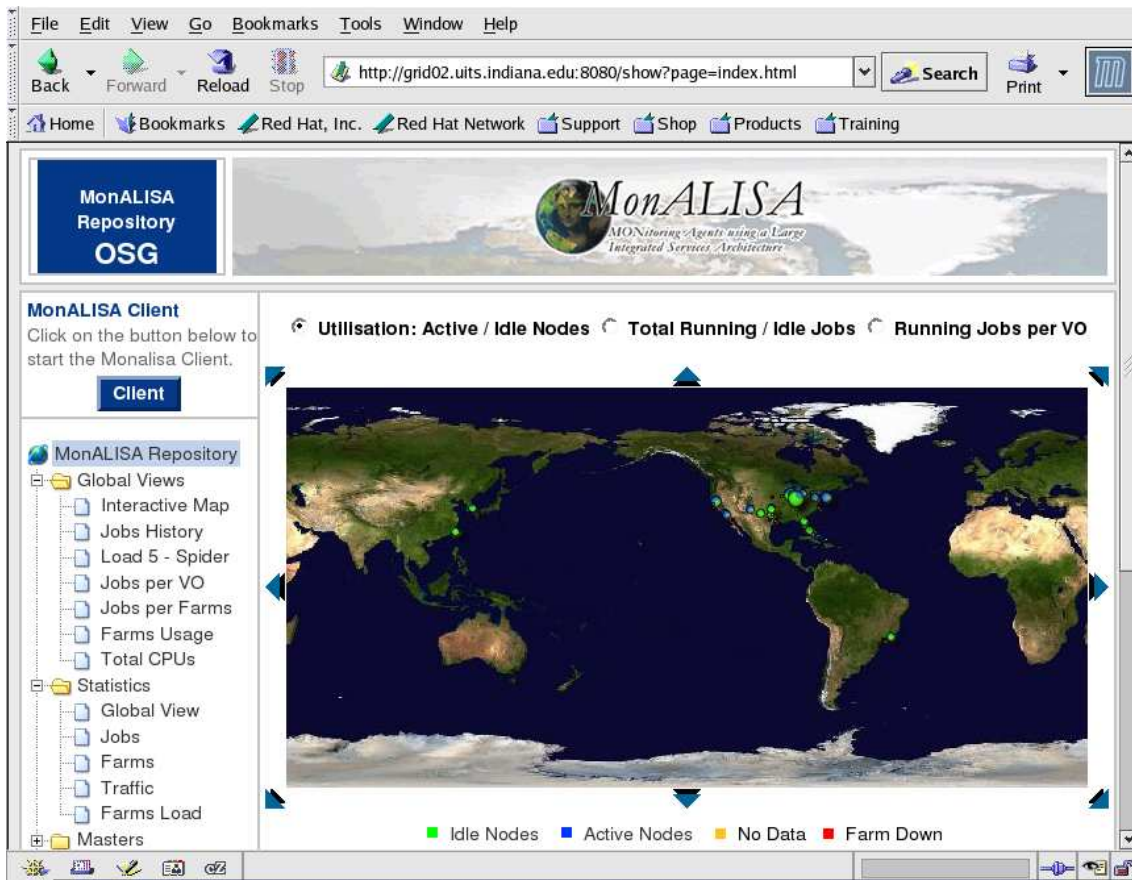 File Edit View Go Bookmarks Tools Window Help
Back Forward Reload Stop http://grid02.uits.indiana.edu:8080/show?page=index.html Search Print
Home Bookmarks Red Hat, Inc. Red Hat Network Support Shop Products Training
MonALISA
Repository
OSG
MonALISA
MONitoring Agents using a Large
Integrated Services Architecture
MonALISA Client
Click on the button below to
start the Monalisa Client.
Client
Utilisation: Active / Idle Nodes Total Running / Idle Jobs Running Jobs per VO
MonALISA Repository
Global Views
Interactive Map
Jobs History
Load 5 - Spider
Jobs per VO
Jobs per Farms
Farms Usage
Total CPUs
Statistics
Global View
Jobs
Farms
Traffic
Farms Load
Masters
Idle Nodes Active Nodes No Data Farm Down